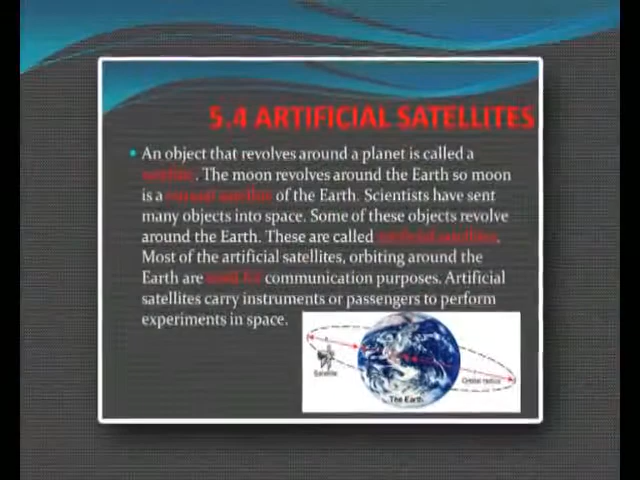 5.4 ARTIFICIAL SATELLITES
An object that revolves around a planet is called a
satellite. The moon revolves around the Earth so moon
is a natural satellite of the Earth. Scientists have sent
many objects into space. Some of these objects revolve
around the Earth. These are called artificial satellites.
Most of the artificial satellites, orbiting around the
Earth are used for communication purposes. Artificial
satellites carry instruments or passengers to perform
experiments in space.
Satellite
Orbital radius
The Earth